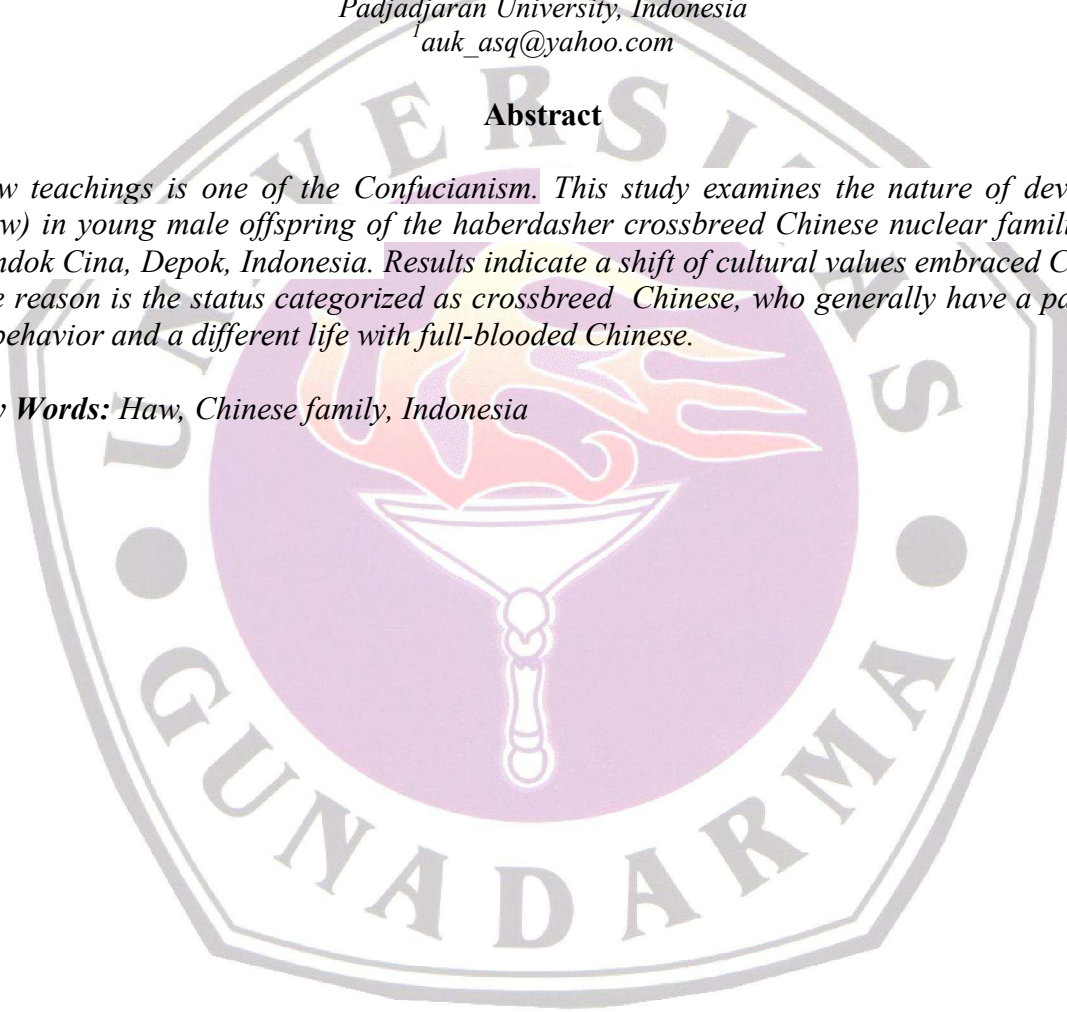 Padjadjaran University, Indonesia
1auk_asq@yahoo.com
Abstract
w teachings is one of the Confucianism. This study examines the nature of dev
w) in young male offspring of the haberdasher crossbreed Chinese nuclear famili
ndok Cina, Depok, Indonesia. Results indicate a shift of cultural values embraced C
e reason is the status categorized as crossbreed Chinese, who generally have a pa
behavior and a different life with full-blooded Chinese.
y Words: Haw, Chinese family, Indonesia
UNIVERSITAS
GUNADARMA